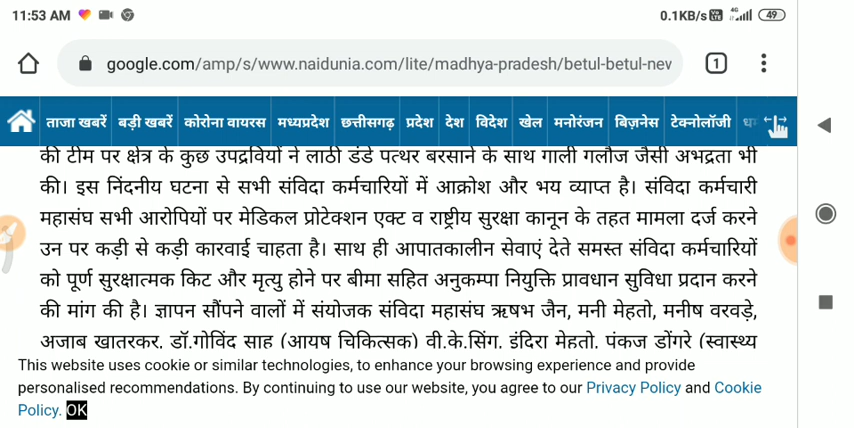 11:53 AM 0.1KB/s 4G 49
google.com/amp/s/www.naidunia.com/lite/madhya-pradesh/betul-betul-nev 1
ताजा खबरें बड़ी खबरें कोरोना वायरस मध्यप्रदेश छत्तीसगढ़ प्रदेश देश विदेश खेल मनोरंजन बिज़नेस टेक्नोलॉजी
की टीम पर क्षेत्र के कुछ उपद्रवियों ने लाठी डंडे पत्थर बरसाने के साथ गाली गलौज जैसी अभद्रता भी
की। इस निंदनीय घटना से सभी संविदा कर्मचारियों में आक्रोश और भय व्याप्त है। संविदा कर्मचारी
महासंघ सभी आरोपियों पर मेडिकल प्रोटेक्शन एक्ट व राष्ट्रीय सुरक्षा कानून के तहत मामला दर्ज करने
उन पर कड़ी से कड़ी कारवाई चाहता है। साथ ही आपातकालीन सेवाएं देते समस्त संविदा कर्मचारियों
को पूर्ण सुरक्षात्मक किट और मृत्यु होने पर बीमा सहित अनुकम्पा नियुक्ति प्रावधान सुविधा प्रदान करने
की मांग की है। ज्ञापन सौंपने वालों में संयोजक संविदा महासंघ ऋषभ जैन, मनी मेहतो, मनीष वरवड़े,
अजाब खातरकर, डॉ.गोविंद साहू (आयुष चिकित्सक) वी.के.सिंग, इंदिरा मेहतो, पंकज डोंगरे (स्वास्थ्य
This website uses cookie or similar technologies, to enhance your browsing experience and provide
personalised recommendations. By continuing to use our website, you agree to our Privacy Policy and Cookie
Policy. OK